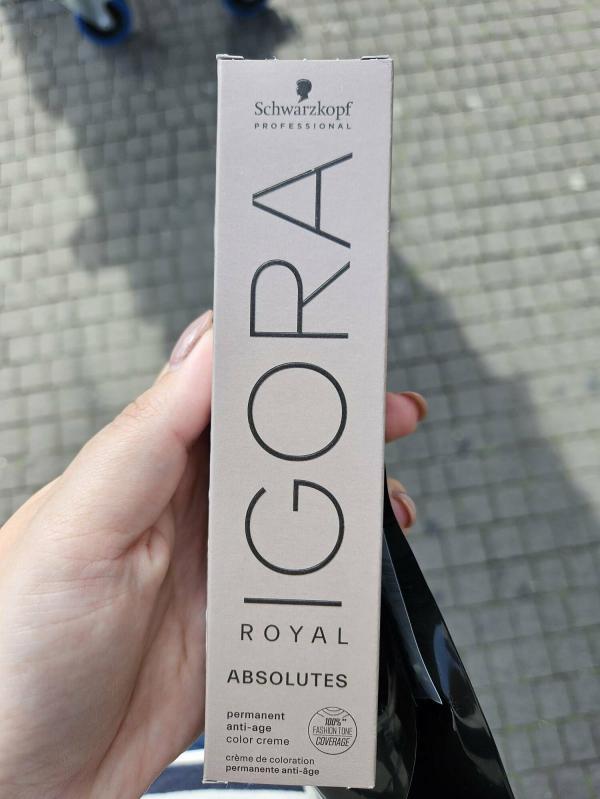 Schwarzkopf
PROFESSIONAL
IGORA
ROYAL
ABSOLUTES
permanent
anti-age
color creme
100%**
FASHION TONE
COVERAGE
crème de coloration
permanente anti-âge